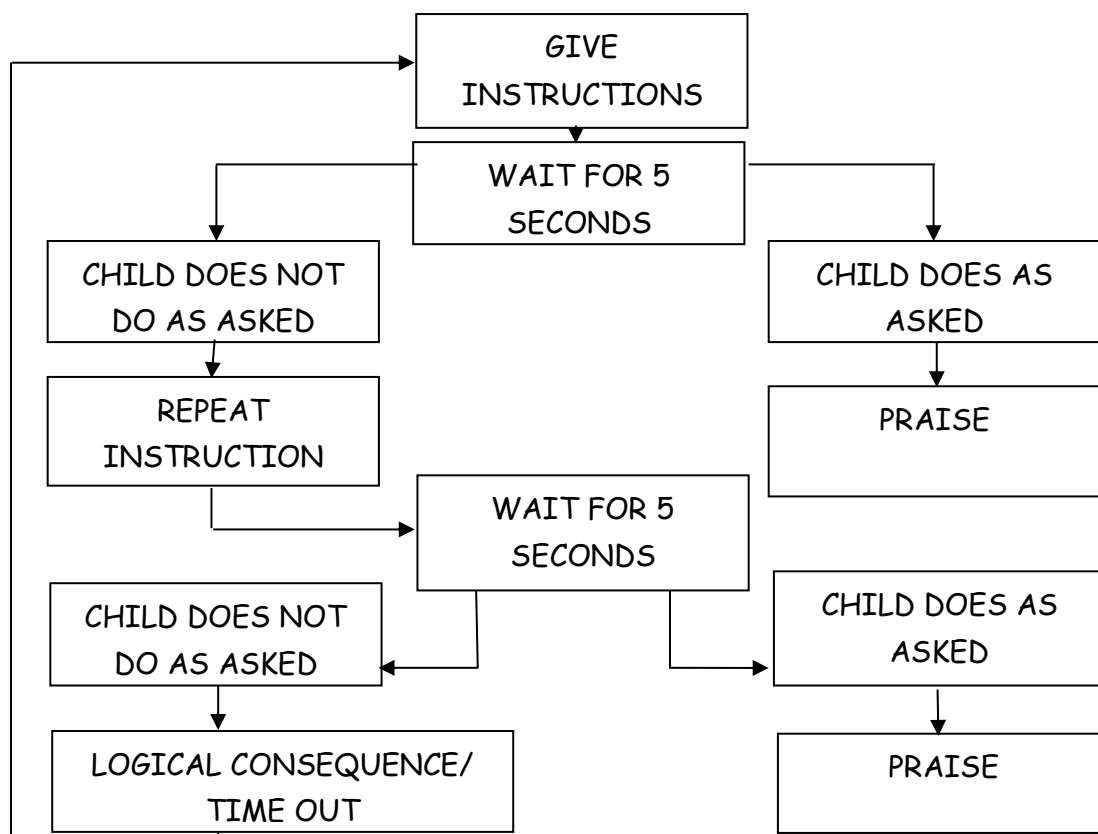 GIVE
INSTRUCTIONS
WAIT FOR 5
SECONDS
CHILD DOES NOT
DO AS ASKED
CHILD DOES AS
ASKED
REPEAT
INSTRUCTION
PRAISE
WAIT FOR 5
SECONDS
CHILD DOES NOT
DO AS ASKED
CHILD DOES AS
ASKED
LOGICAL CONSEQUENCE/
TIME OUT
PRAISE